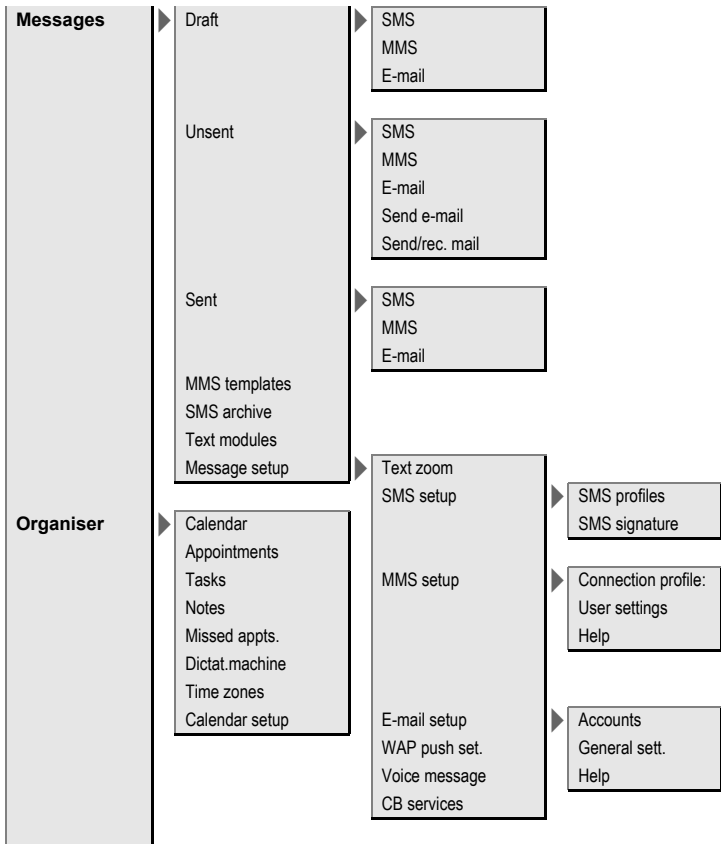 Messages
Draft
SMS
MMS
E-mail
Unsent
SMS
MMS
E-mail
Send e-mail
Send/rec. mail
Sent
SMS
MMS
E-mail
MMS templates
SMS archive
Text modules
Message setup
Text zoom
SMS setup
SMS profiles
SMS signature
MMS setup
Connection profile:
User settings
Help
E-mail setup
Accounts
General sett.
Help
WAP push set.
Voice message
CB services
Organiser
Calendar
Appointments
Tasks
Notes
Missed appts.
Dictat.machine
Time zones
Calendar setup